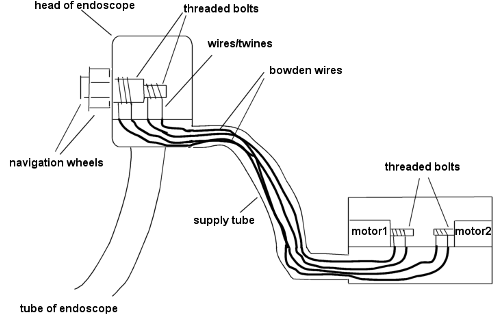 head of endoscope
threaded bolts
wires/twines
bowden wires
navigation wheels
threaded bolts
supply tube
motor1
motor2
tube of endoscope